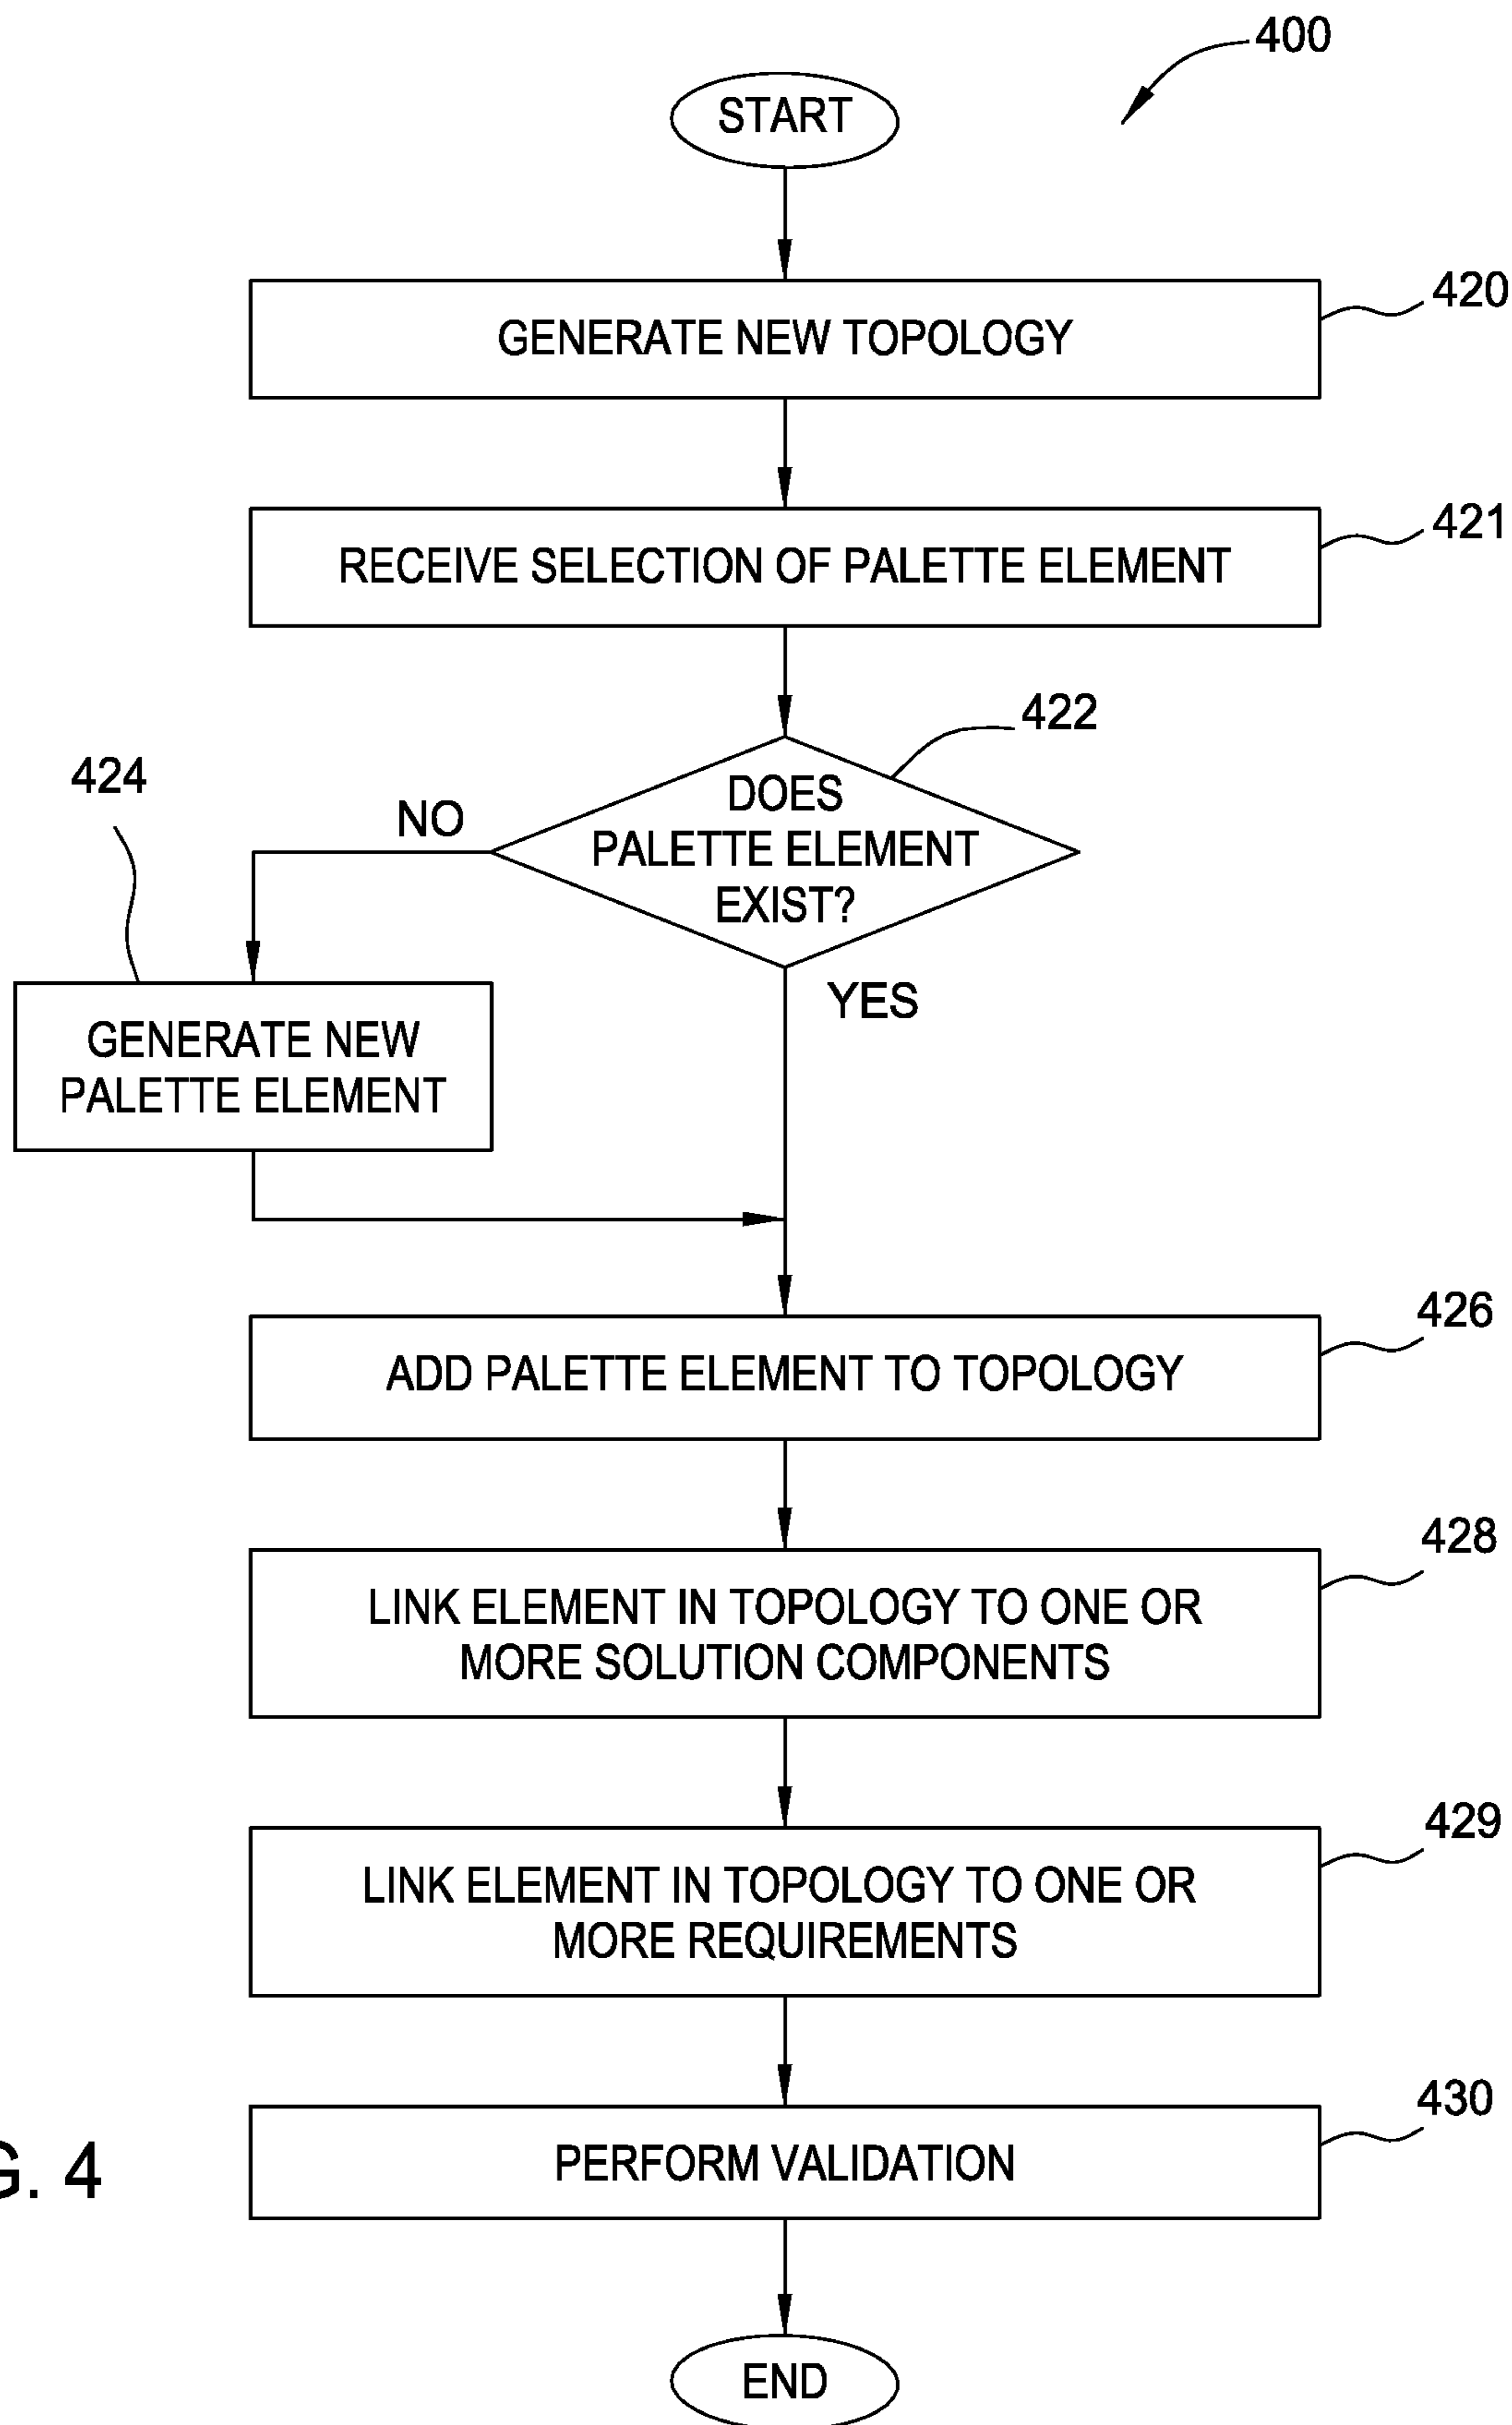 400
START
420
GENERATE NEW TOPOLOGY
421
RECEIVE SELECTION OF PALETTE ELEMENT
422
DOES
PALETTE ELEMENT
EXIST?
NO
424
YES
GENERATE NEW
PALETTE ELEMENT
426
ADD PALETTE ELEMENT TO TOPOLOGY
428
LINK ELEMENT IN TOPOLOGY TO ONE OR
MORE SOLUTION COMPONENTS
429
LINK ELEMENT IN TOPOLOGY TO ONE OR
MORE REQUIREMENTS
430
PERFORM VALIDATION
G. 4
END